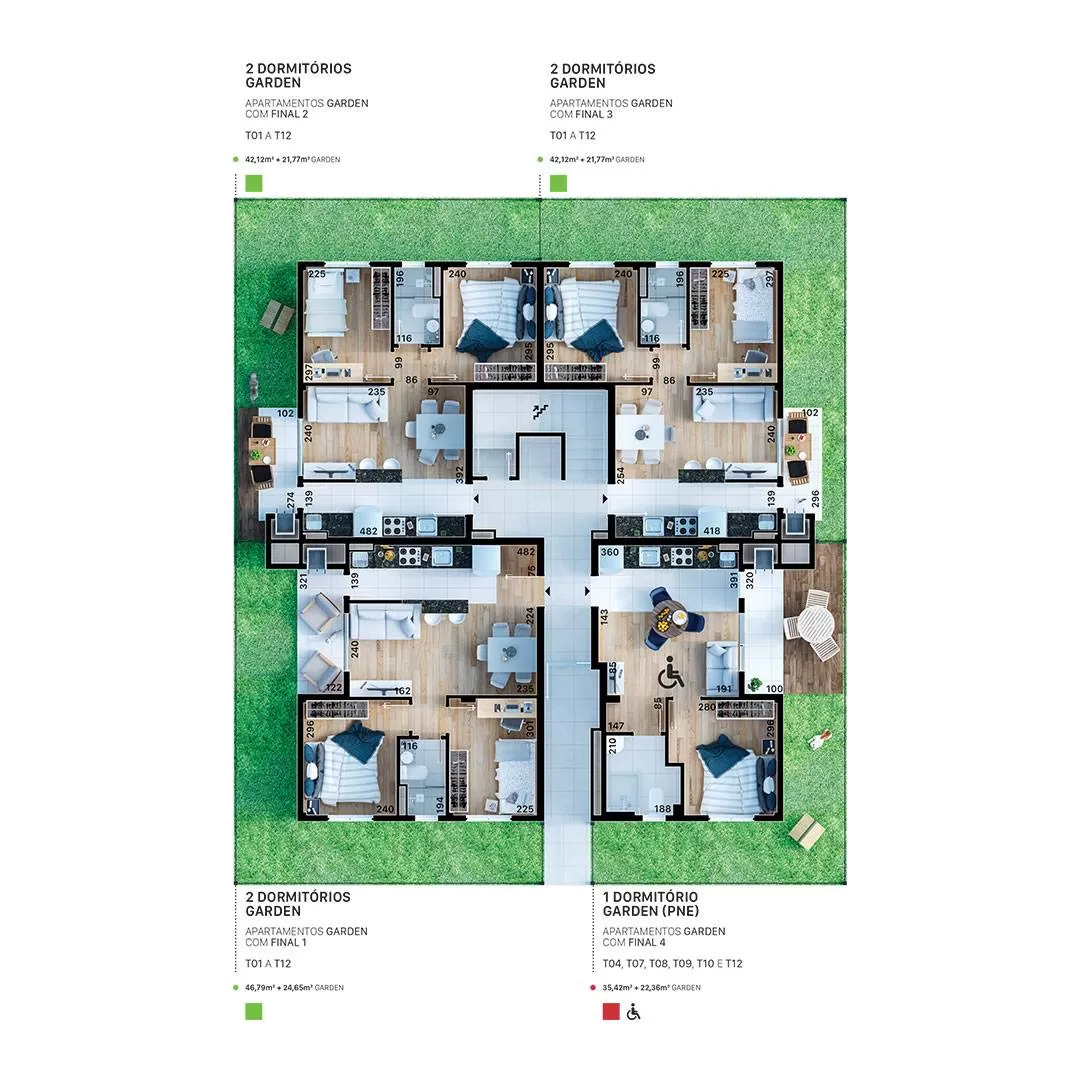 2 DORMITÓRIOS
GARDEN
APARTAMENTOS GARDEN
COM FINAL 2
T01 A T12
42,12m² + 21,77m² GARDEN
2 DORMITÓRIOS
GARDEN
APARTAMENTOS GARDEN
COM FINAL 3
T01 A T12
42,12m² + 21,77m² GARDEN
225
196
240
116
295
297
99
86
235
97
102
240
392
274
139
482
240
196
225
297
295
116
99
86
97
235
102
240
254
139
296
418
482
75
321
139
224
240
122
162
235
296
301
116
240
194
225
360
391
320
143
85
191
100
85
280
147
296
210
188
2 DORMITÓRIOS
GARDEN
APARTAMENTOS GARDEN
COM FINAL 1
T01 A T12
46,79m² + 24,65m² GARDEN
1 DORMITÓRIO
GARDEN (PNE)
APARTAMENTOS GARDEN
COM FINAL 4
T04, T07, T08, T09, T10 E T12
35,42m² + 22,36m² GARDEN